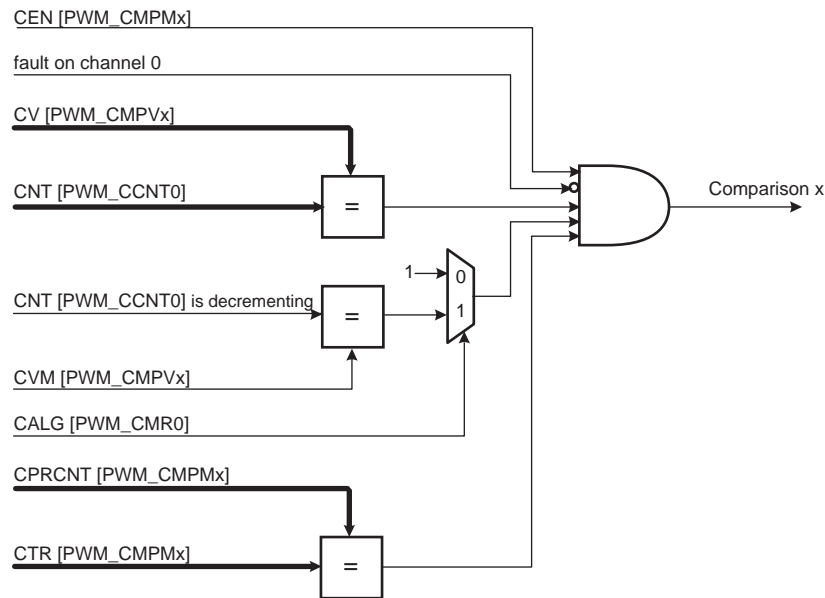 CEN [PWM_CMPMx]
fault on channel 0
CV [PWM_CMPVx]
CNT [PWM_CCNT0]
=
Comparison x
1
0
1
CNT [PWM_CCNT0] is decrementing
=
CVM [PWM_CMPVx]
CALG [PWM_CMR0]
CPRCNT [PWM_CMPMx]
CTR [PWM_CMPMx]
=